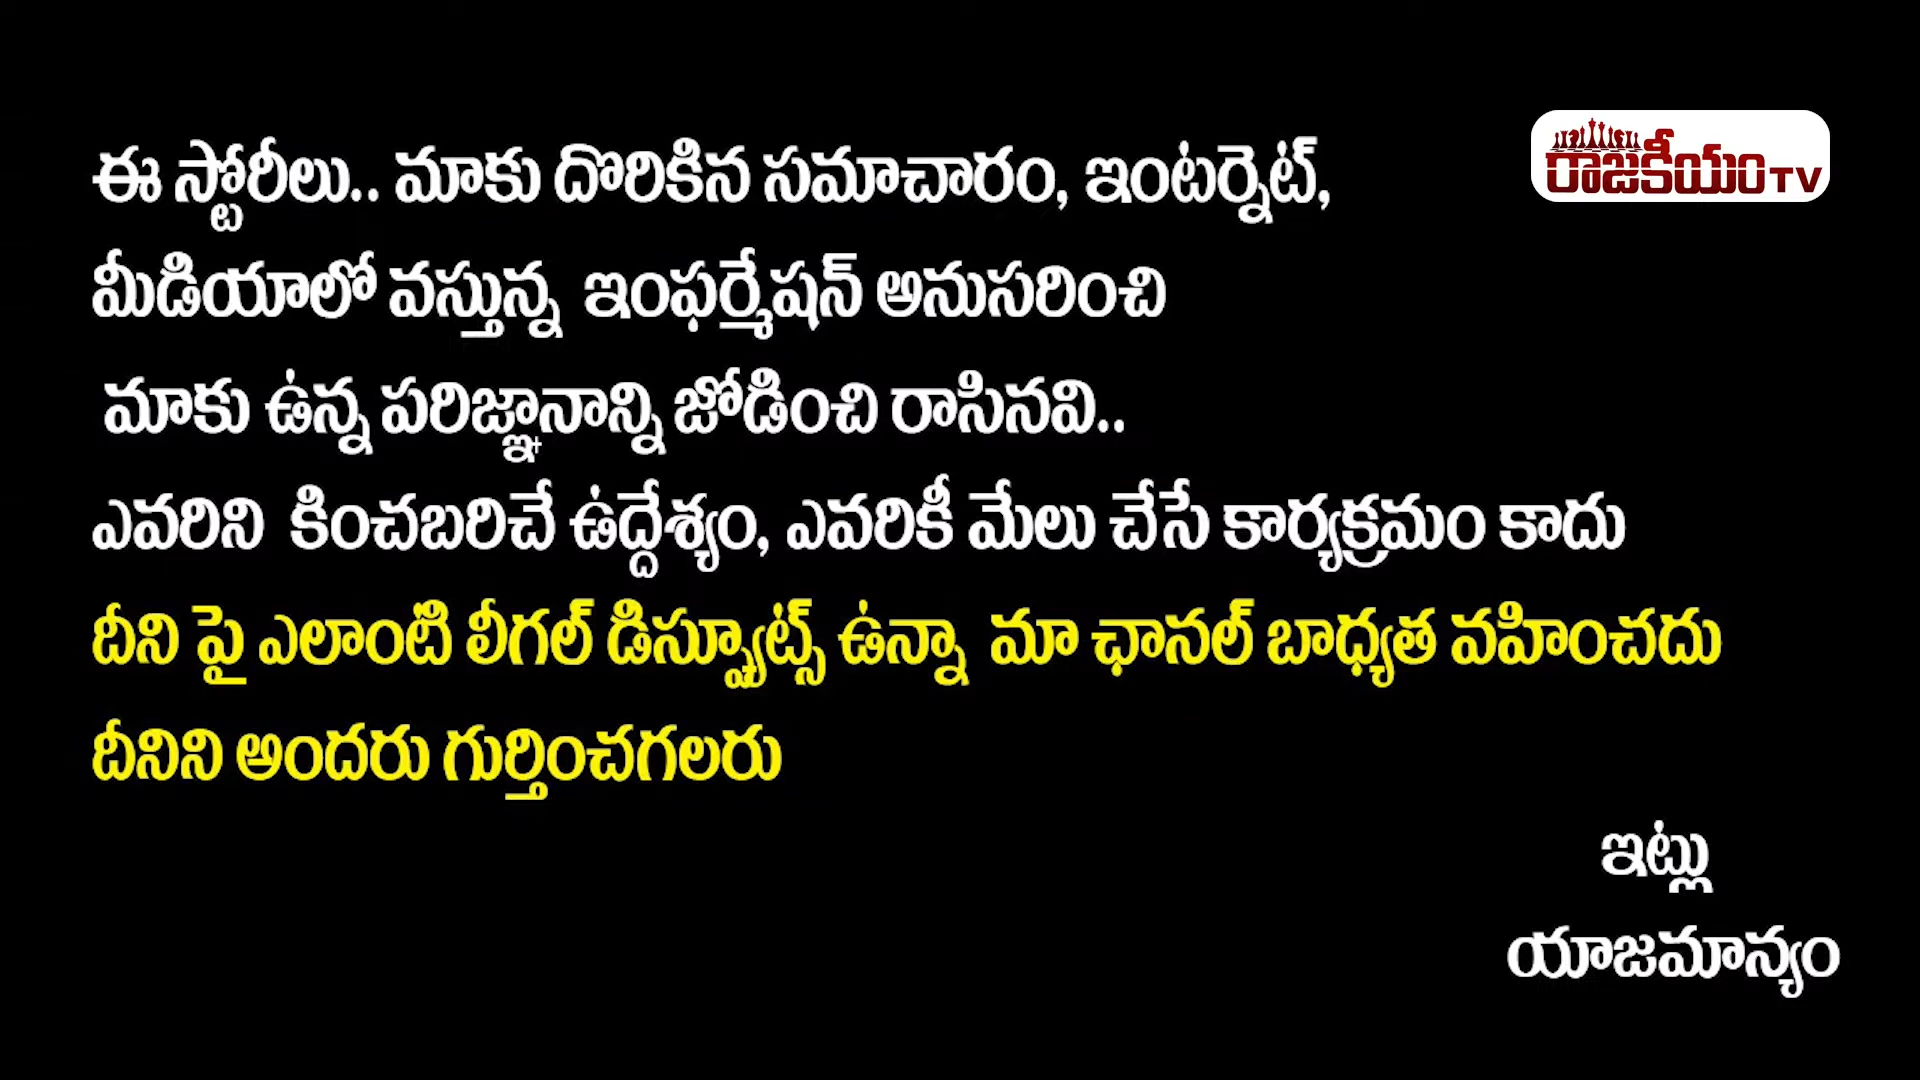 రాజకీయం TV
ఈ స్టోరీలు.. మాకు దొరికిన సమాచారం, ఇంటర్నెట్,
మీడియాలో వస్తున్న ఇంఫర్మేషన్ అనుసరించి
మాకు ఉన్న పరిజ్ఞానాన్ని జోడించి రాసినవి..
ఎవరిని కించబరిచే ఉద్దేశ్యం, ఎవరికీ మేలు చేసే కార్యక్రమం కాదు
దీని పై ఎలాంటి లీగల్ డిస్ప్యూట్స్ ఉన్నా మా ఛానల్ బాధ్యత వహించదు
దీనిని అందరు గుర్తించగలరు
ఇట్లు
యాజమాన్యం